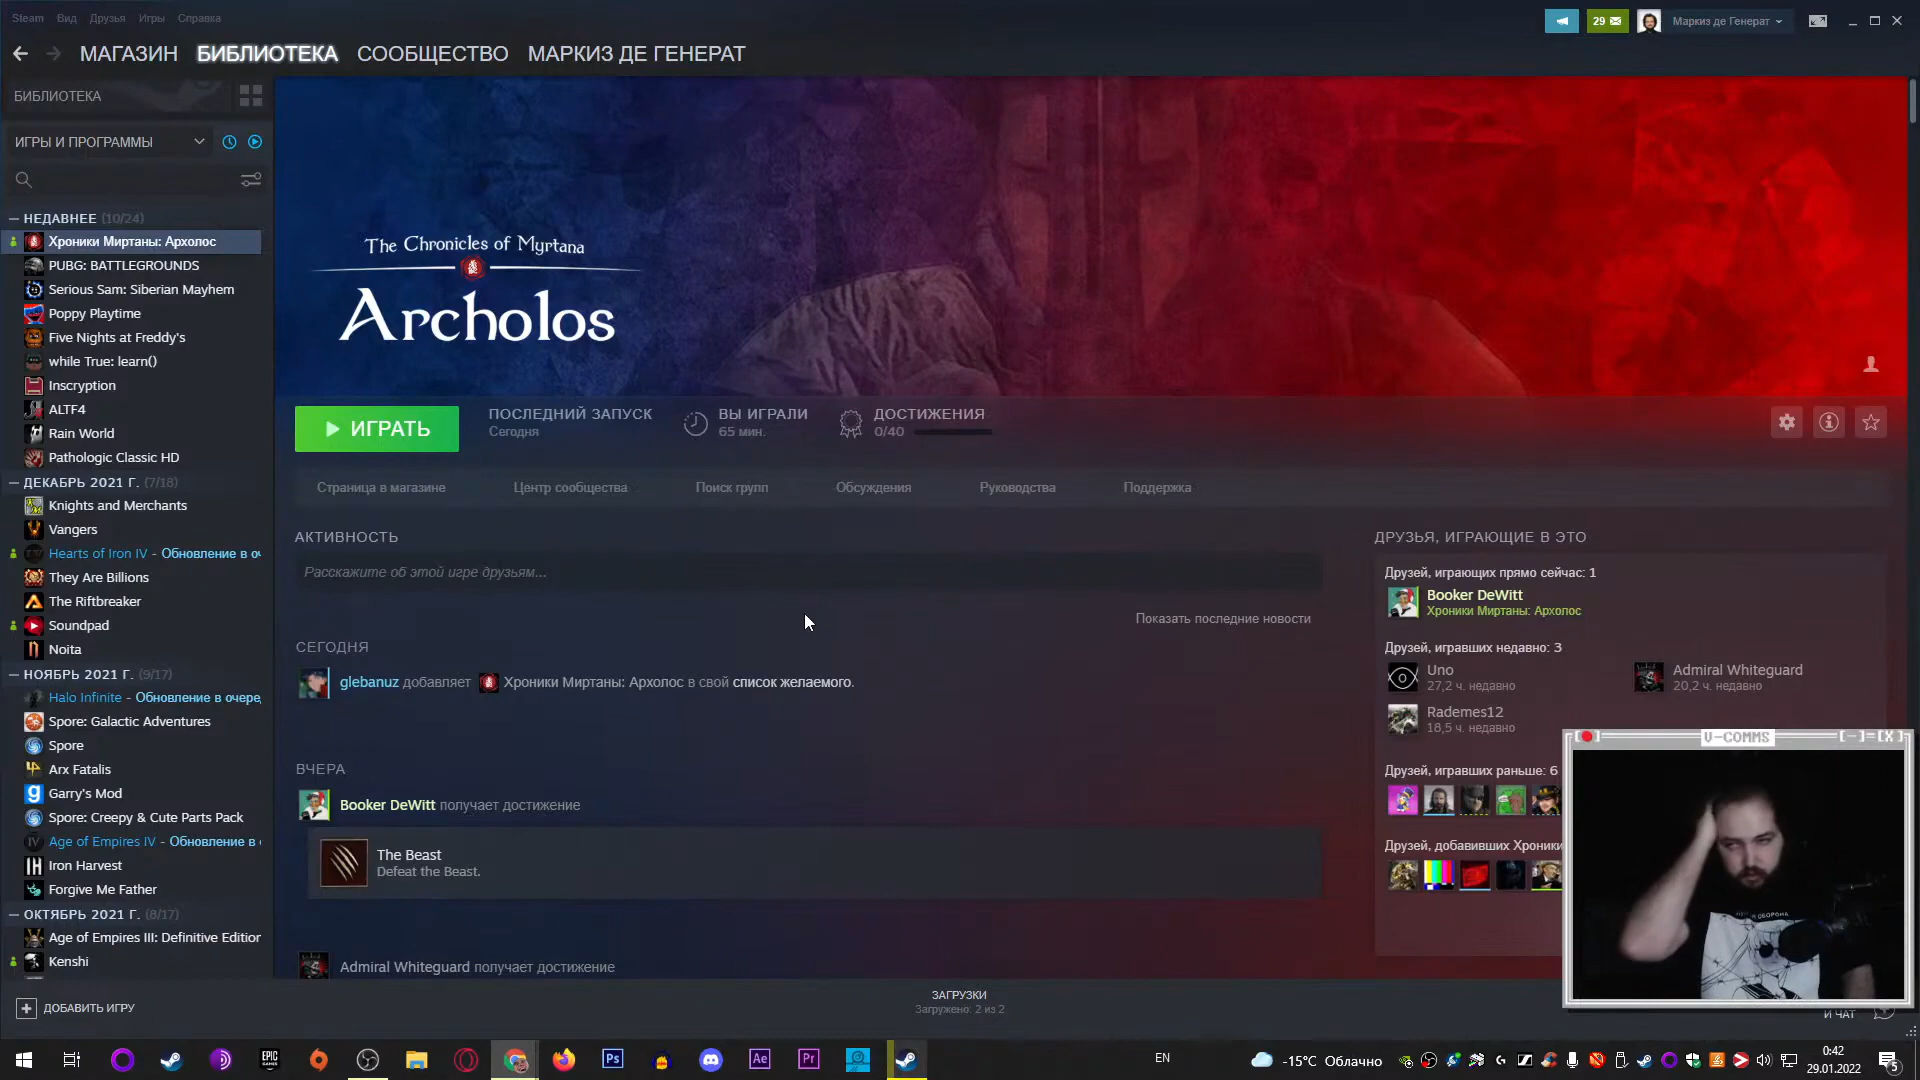 Steam Вид Друзья Игры Справка
29
Маркиз де Генерат
МАГАЗИН БИБЛИОТЕКА СООБЩЕСТВО МАРКИЗ ДЕ ГЕНЕРАТ
БИБЛИОТЕКА
ИГРЫ И ПРОГРАММЫ
— НЕДАВНЕЕ (10/24)
Хроники Миртаны: Архолос
PUBG: BATTLEGROUNDS
Serious Sam: Siberian Mayhem
Poppy Playtime
Five Nights at Freddy's
while True: learn()
Inscryption
ALTF4
Rain World
Pathologic Classic HD
— ДЕКАБРЬ 2021 Г. (7/18)
Knights and Merchants
Vangers
Hearts of Iron IV - Обновление в оч
They Are Billions
The Riftbreaker
Soundpad
Noita
— НОЯБРЬ 2021 Г. (9/17)
Halo Infinite - Обновление в очере
Spore: Galactic Adventures
Spore
Arx Fatalis
Garry's Mod
Spore: Creepy & Cute Parts Pack
Age of Empires IV - Обновление в
Iron Harvest
Forgive Me Father
— ОКТЯБРЬ 2021 Г. (8/17)
Age of Empires III: Definitive Edition
Kenshi
ДОБАВИТЬ ИГРУ
The Chronicles of Myrtana
Archolos
ИГРАТЬ
ПОСЛЕДНИЙ ЗАПУСК
Сегодня
ВЫ ИГРАЛИ
65 мин.
ДОСТИЖЕНИЯ
0/40
Страница в магазине Центр сообщества Поиск групп Обсуждения Руководства Поддержка
АКТИВНОСТЬ
Расскажите об этой игре друзьям...
Показать последние новости
СЕГОДНЯ
glebanuz добавляет Хроники Миртаны: Архолос в свой список желаемого.
ВЧЕРА
Booker DeWitt получает достижение
The Beast
Defeat the Beast.
Admiral Whiteguard получает достижение
ДРУЗЬЯ, ИГРАЮЩИЕ В ЭТО
Друзей, играющих прямо сейчас: 1
Booker DeWitt
Хроники Миртаны: Архолос
Друзей, игравших недавно: 3
Uno
27,2 ч. недавно
Admiral Whiteguard
20,2 ч. недавно
Rademes12
18,5 ч. недавно
Друзей, игравших раньше: 6
Друзей, добавивших Хроники
V-COMMS
ЗАГРУЗКИ
Загружено: 2 из 2
И ЧАТ
EPIC GAMES
Ps
Ae
Pr
EN
-15°C Облачно
0:42
29.01.2022
5